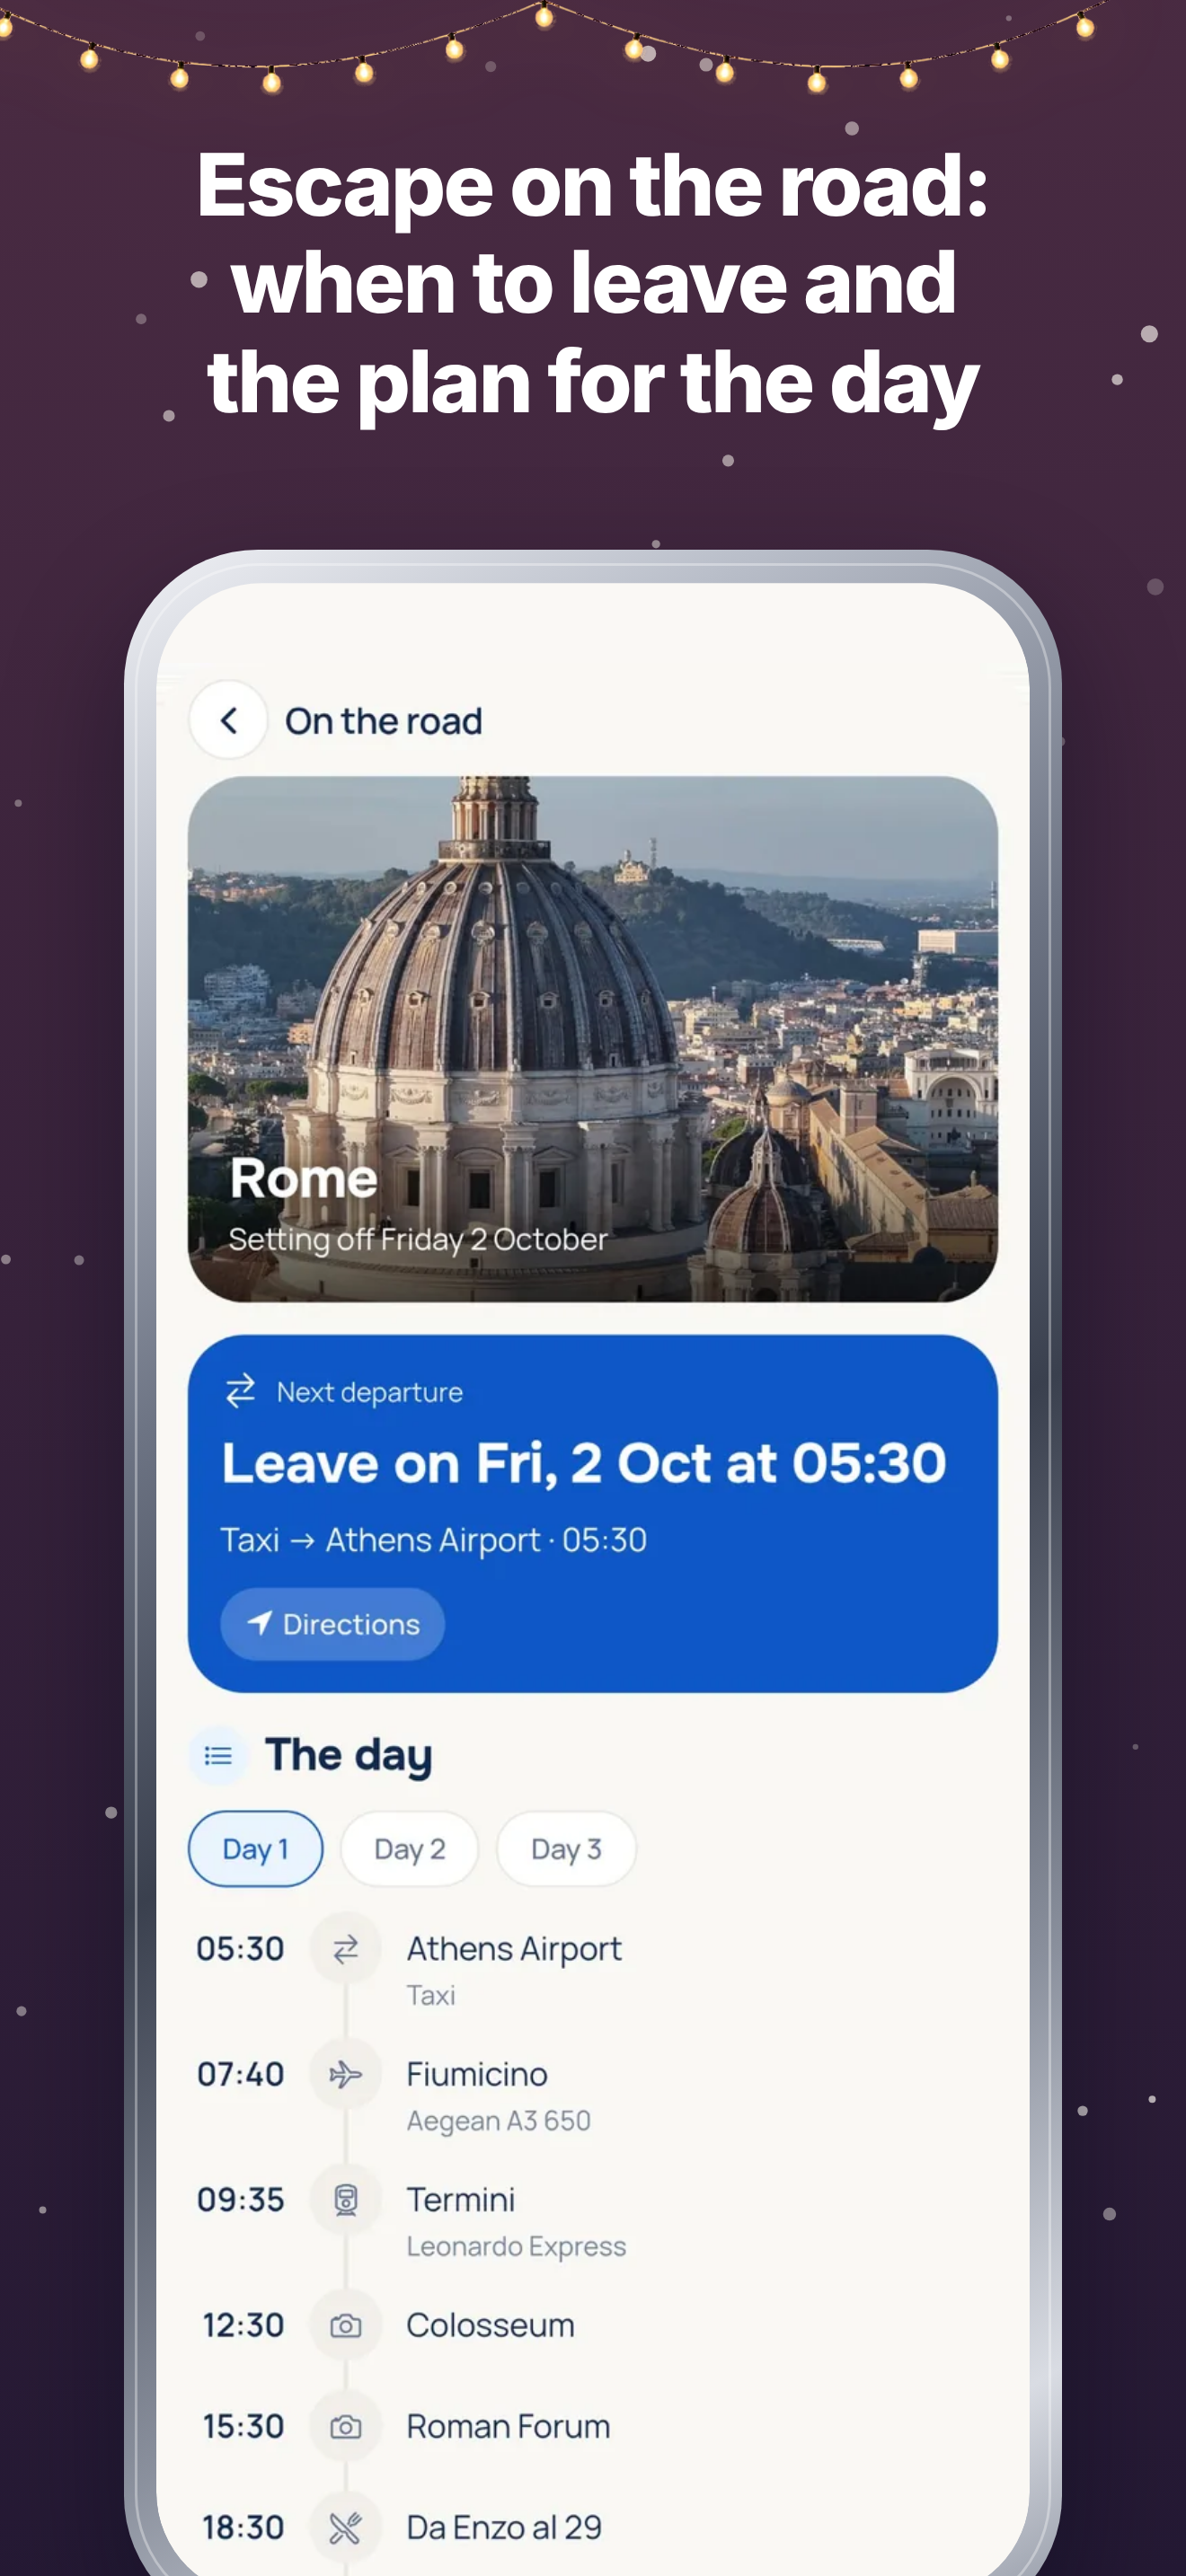 Escape on the road:
when to leave and
the plan for the day
On the road
Rome
Setting off Friday 2 October
Next departure
Leave on Fri, 2 Oct at 05:30
Taxi → Athens Airport · 05:30
Directions
The day
Day 1 Day 2 Day 3
05:30 Athens Airport
Taxi
07:40 Fiumicino
Aegean A3 650
09:35 Termini
Leonardo Express
12:30 Colosseum
15:30 Roman Forum
18:30 Da Enzo al 29